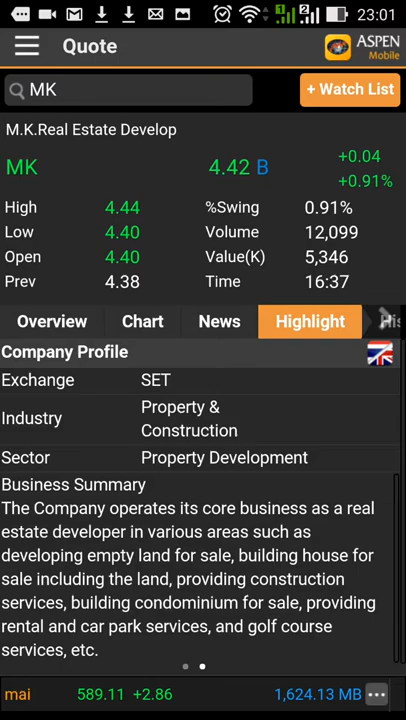 23:01
Quote
ASPEN
Mobile
MK
+ Watch List
M.K.Real Estate Develop
MK 4.42 B +0.04
+0.91%
High 4.44 %Swing 0.91%
Low 4.40 Volume 12,099
Open 4.40 Value(K) 5,346
Prev 4.38 Time 16:37
Overview Chart News Highlight His
Company Profile
Exchange SET
Industry Property &
Construction
Sector Property Development
Business Summary
The Company operates its core business as a real
estate developer in various areas such as
developing empty land for sale, building house for
sale including the land, providing construction
services, building condominium for sale, providing
rental and car park services, and golf course
services, etc.
mai 589.11 +2.86 1,624.13 MB